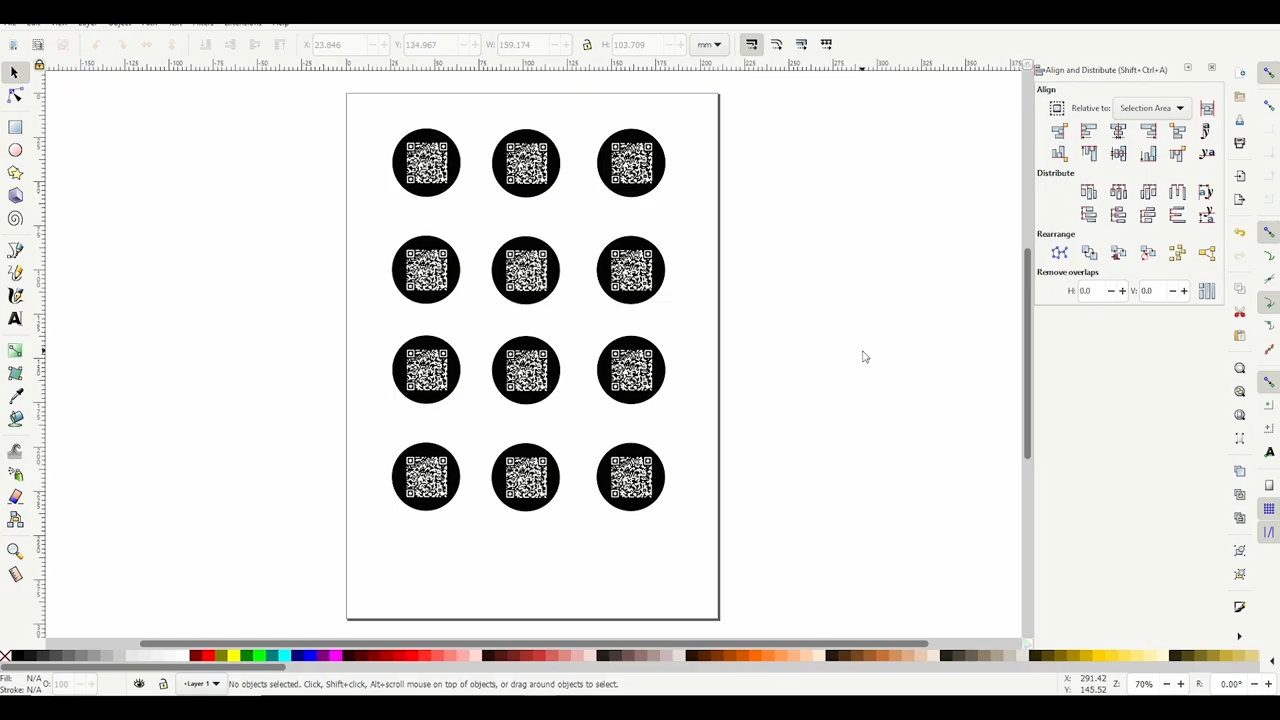 X: 23.846 Y: 134.967 W: 159.174 H: 103.709 mm
Align and Distribute (Shift+Ctrl+A)
Align
Relative to: Selection Area
Distribute
Rearrange
Remove overlaps
H: 0.0 V: 0.0
Fill: N/A
Stroke: N/A
O: 100
Layer 1
No objects selected. Click, Shift+click, Alt+scroll mouse on top of objects, or drag around objects to select.
X: 291.42
Y: 145.52
Z: 70%
R: 0.00°